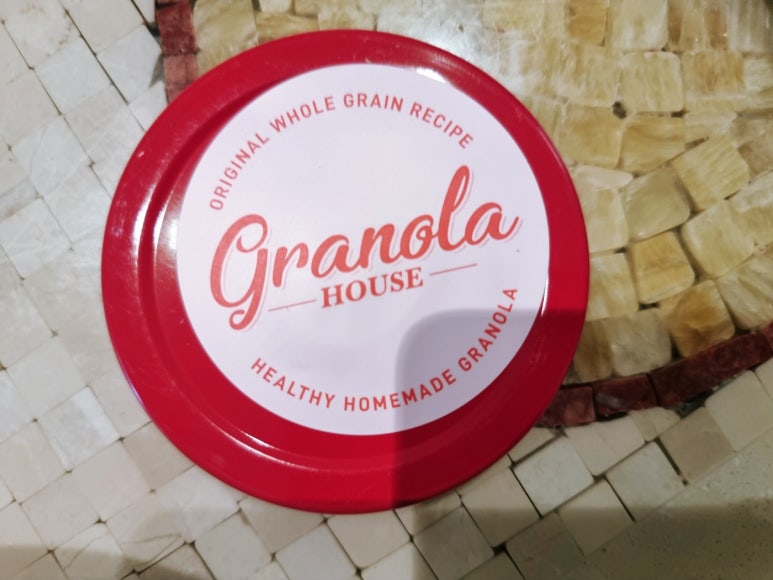 ORIGINAL WHOLE GRAIN RECIPE
Granola
HOUSE
HEALTHY HOMEMADE GRANOLA